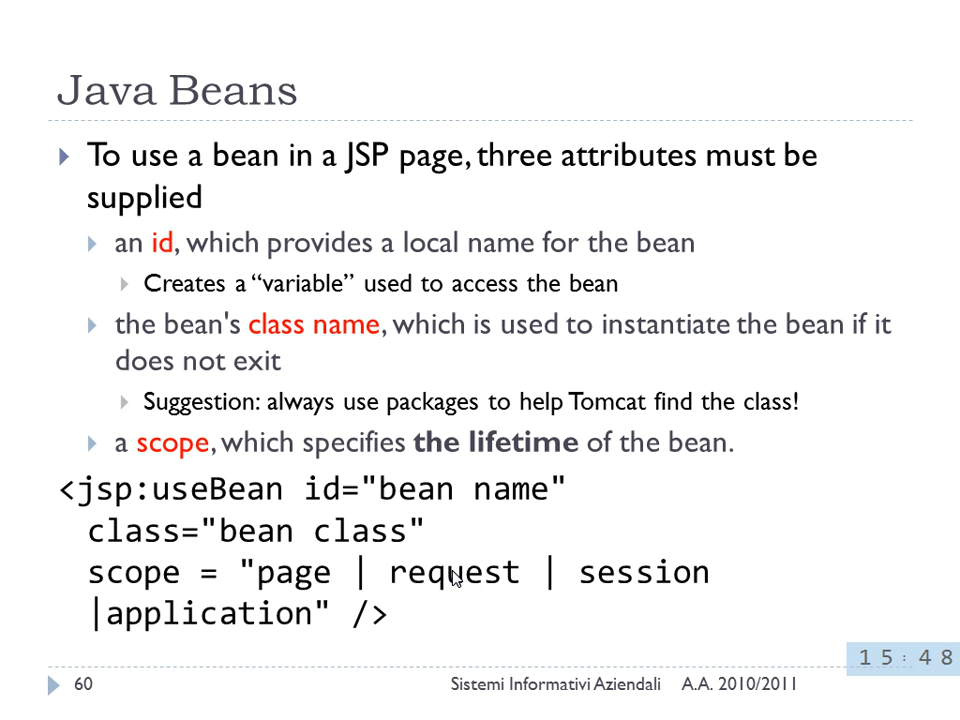 Java Beans
To use a bean in a JSP page, three attributes must be
supplied
an id, which provides a local name for the bean
Creates a “variable” used to access the bean
the bean's class name, which is used to instantiate the bean if it
does not exit
Suggestion: always use packages to help Tomcat find the class!
a scope, which specifies the lifetime of the bean.
<jsp:useBean id="bean name"
class="bean class"
scope = "page | request | session
|application" />
15:48
60 Sistemi Informativi Aziendali A.A. 2010/2011